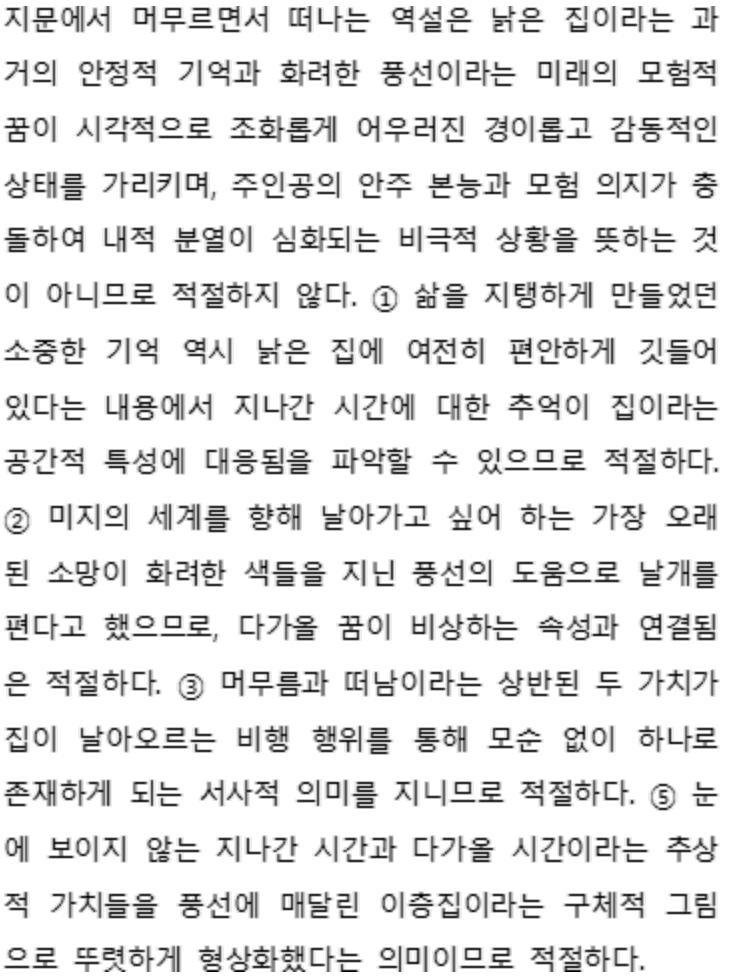 지문에서 머무르면서 떠나는 역설은 낡은 집이라는 과
거의 안정적 기억과 화려한 풍선이라는 미래의 모험적
꿈이 시각적으로 조화롭게 어우러진 경이롭고 감동적인
상태를 가리키며, 주인공의 안주 본능과 모험 의지가 충
돌하여 내적 분열이 심화되는 비극적 상황을 뜻하는 것
이 아니므로 적절하지 않다. ① 삶을 지탱하게 만들었던
소중한 기억 역시 낡은 집에 여전히 편안하게 깃들어
있다는 내용에서 지나간 시간에 대한 추억이 집이라는
공간적 특성에 대응됨을 파악할 수 있으므로 적절하다.
② 미지의 세계를 향해 날아가고 싶어 하는 가장 오래
된 소망이 화려한 색들을 지닌 풍선의 도움으로 날개를
편다고 했으므로, 다가올 꿈이 비상하는 속성과 연결됨
은 적절하다. ③ 머무름과 떠남이라는 상반된 두 가치가
집이 날아오르는 비행 행위를 통해 모순 없이 하나로
존재하게 되는 서사적 의미를 지니므로 적절하다. ⑤ 눈
에 보이지 않는 지나간 시간과 다가올 시간이라는 추상
적 가치들을 풍선에 매달린 이층집이라는 구체적 그림
으로 뚜렷하게 형상화했다는 의미이므로 적절하다.